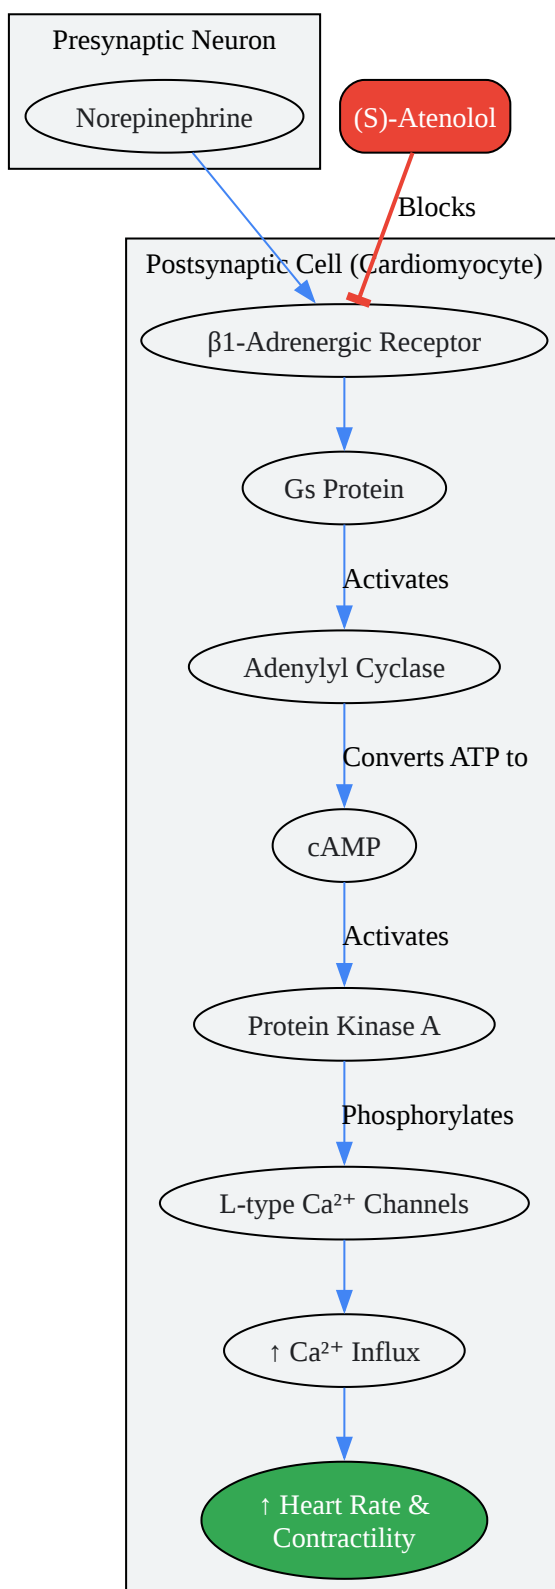 Presynaptic Neuron
Norepinephrine
(S)-Atenolol
Blocks
Postsynaptic Cell (Cardiomyocyte)
β1-Adrenergic Receptor
Gs Protein
Activates
Adenylyl Cyclase
Converts ATP to
cAMP
Activates
Protein Kinase A
Phosphorylates
L-type Ca²⁺ Channels
↑ Ca²⁺ Influx
↑ Heart Rate &
Contractility